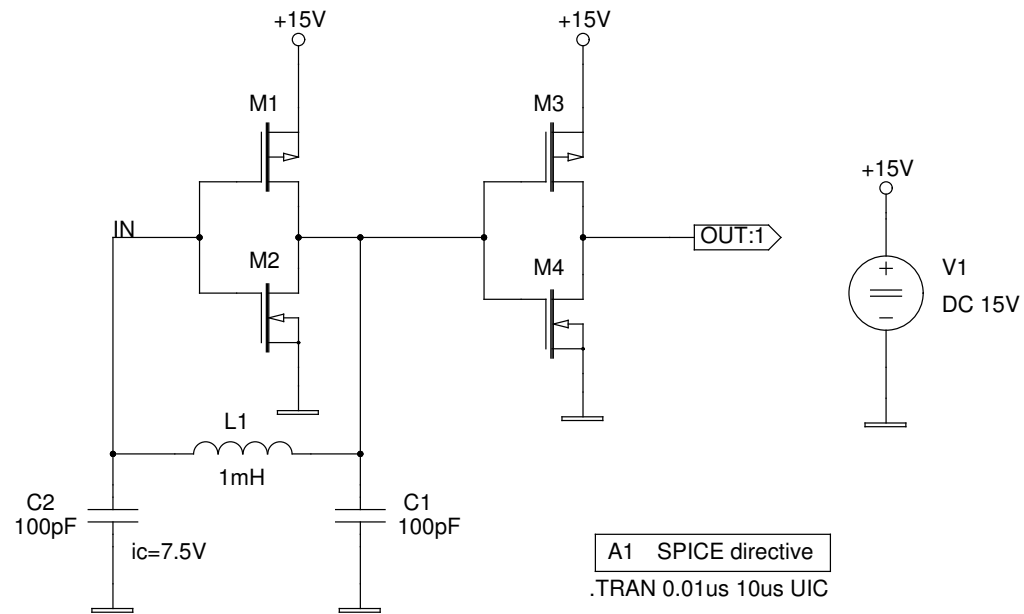 +15V
+15V
M1
M3
+15V
IN
OUT:1
M2
M4
V1
DC 15V
L1
1mH
C2
100pF
C1
100pF
ic=7.5V
A1 SPICE directive
.TRAN 0.01us 10us UIC